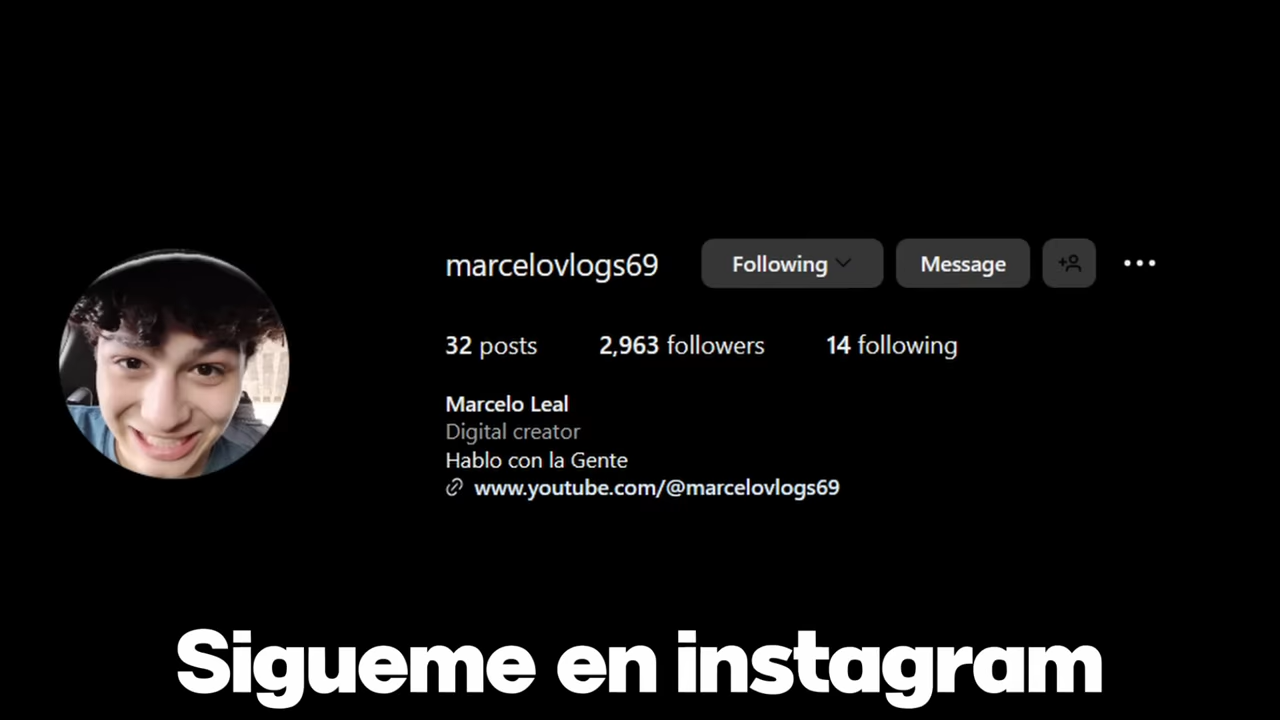 marcelovlogs69 Following Message
32 posts 2,963 followers 14 following
Marcelo Leal
Digital creator
Hablo con la Gente
www.youtube.com/@marcelovlogs69
Sigueme en instagram